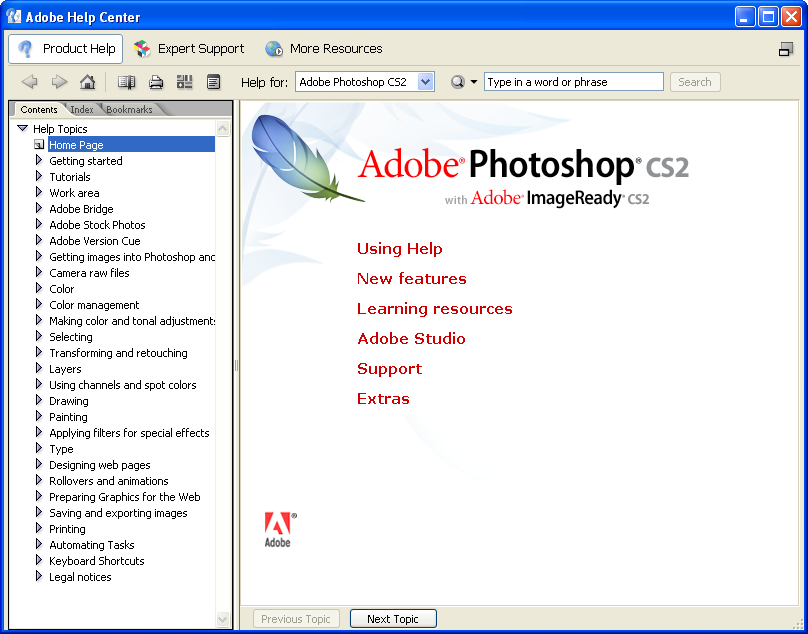 Adobe Help Center
Product Help
Expert Support
More Resources
Help for:
Adobe Photoshop CS2
Type in a word or phrase
Search
Contents
Index
Bookmarks
Help Topics
Home Page
Getting started
Tutorials
Work area
Adobe Bridge
Adobe Stock Photos
Adobe Version Cue
Getting images into Photoshop and
Camera raw files
Color
Color management
Making color and tonal adjustments
Selecting
Transforming and retouching
Layers
Using channels and spot colors
Drawing
Painting
Applying filters for special effects
Type
Designing web pages
Rollovers and animations
Preparing Graphics for the Web
Saving and exporting images
Printing
Automating Tasks
Keyboard Shortcuts
Legal notices
Adobe® Photoshop® CS2
with Adobe® ImageReady® CS2
Using Help
New features
Learning resources
Adobe Studio
Support
Extras
®
Adobe
Previous Topic
Next Topic